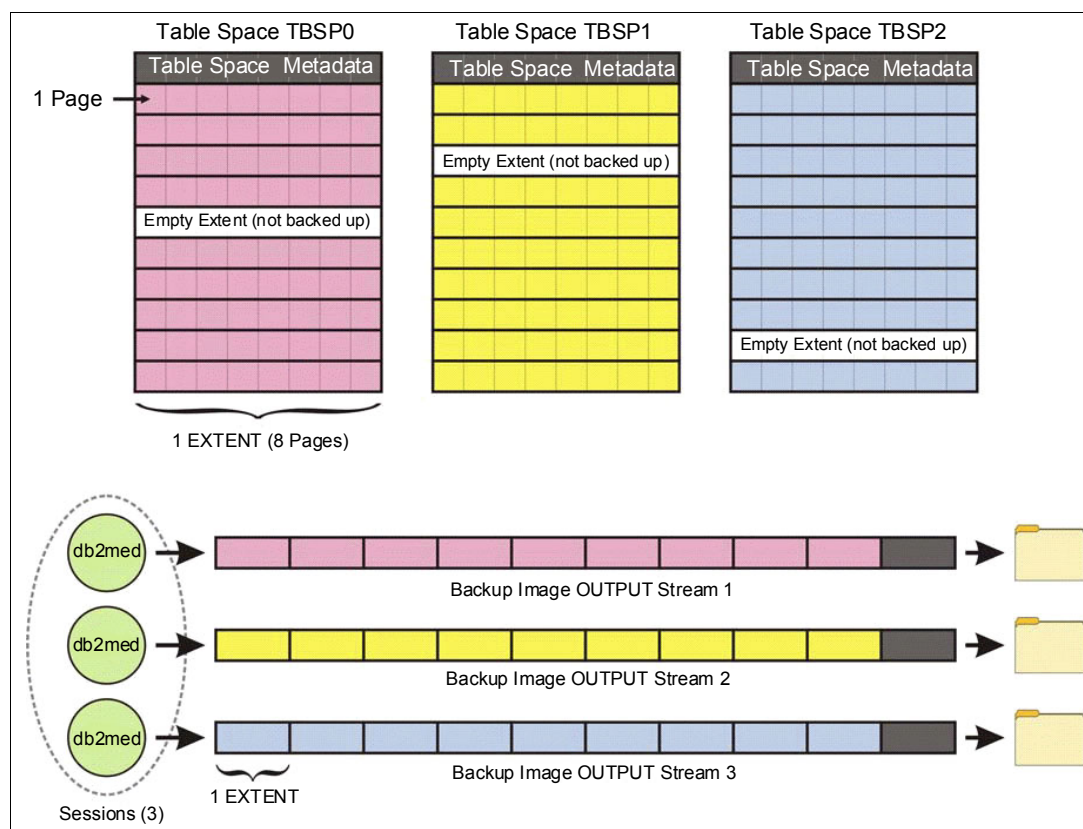 Table Space TBSP0
Table Space TBSP1
Table Space TBSP2
Table Space Metadata
Table Space Metadata
Table Space Metadata
1 Page
Empty Extent (not backed up)
Empty Extent (not backed up)
Empty Extent (not backed up)
1 EXTENT (8 Pages)
db2med
Backup Image OUTPUT Stream 1
db2med
Backup Image OUTPUT Stream 2
db2med
Backup Image OUTPUT Stream 3
1 EXTENT
Sessions (3)